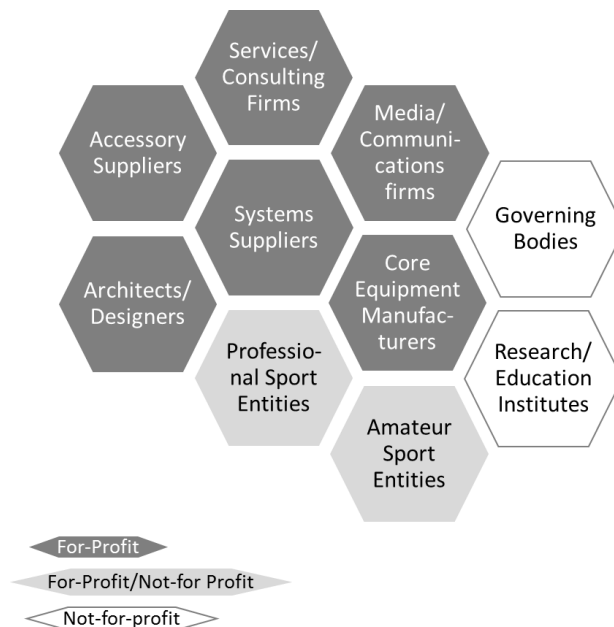 Services/
Consulting
Firms
Accessory
Suppliers
Media/
Communi-
cations
firms
Systems
Suppliers
Governing
Bodies
Architects/
Designers
Core
Equipment
Manufac-
turers
Professio-
nal Sport
Entities
Research/
Education
Institutes
Amateur
Sport
Entities
For-Profit
For-Profit/Not-for Profit
Not-for-profit